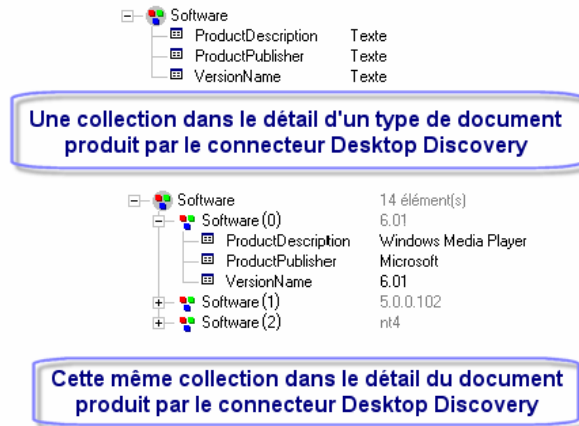 Software
ProductDescription Texte
ProductPublisher Texte
VersionName Texte
Une collection dans le détail d'un type de document
produit par le connecteur Desktop Discovery
Software 14 élément(s)
Software (0) 6.01
ProductDescription Windows Media Player
ProductPublisher Microsoft
VersionName 6.01
Software (1) 5.0.0.102
Software (2) nt4
Cette même collection dans le détail du document
produit par le connecteur Desktop Discovery